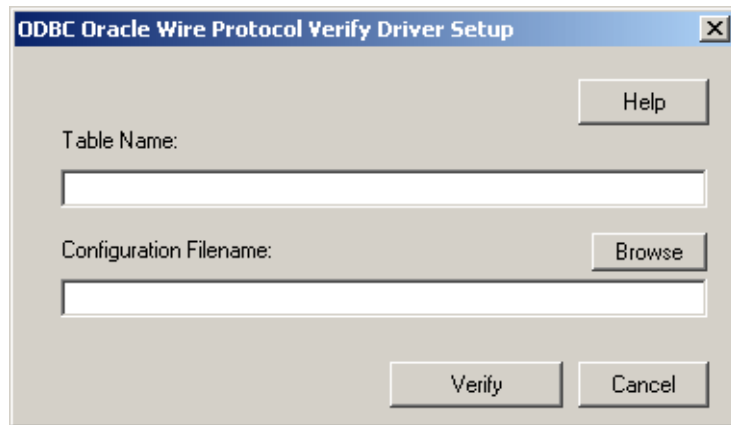 ODBC Oracle Wire Protocol Verify Driver Setup
Help
Table Name:
Configuration Filename:
Browse
Verify
Cancel